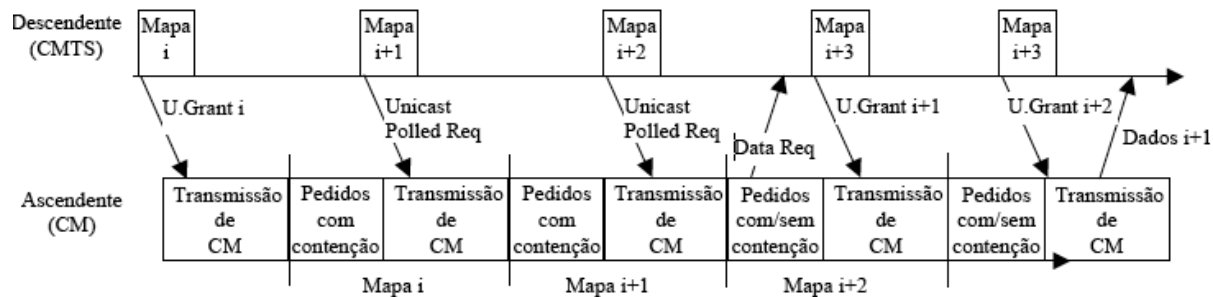 Descendente
(CMTS)
Mapa
i
Mapa
i+1
Mapa
i+2
Mapa
i+3
Mapa
i+3
U.Grant i
Unicast
Polled Req
Unicast
Polled Req
Data Req
U.Grant i+1
U.Grant i+2
Dados i+1
Ascendente
(CM)
Transmissão
de
CM
Pedidos
com
contenção
Transmissão
de
CM
Pedidos
com
contenção
Transmissão
de
CM
Pedidos
com/sem
contenção
Transmissão
de
CM
Pedidos
com/sem
contenção
Transmissão
de
CM
Mapa i
Mapa i+1
Mapa i+2